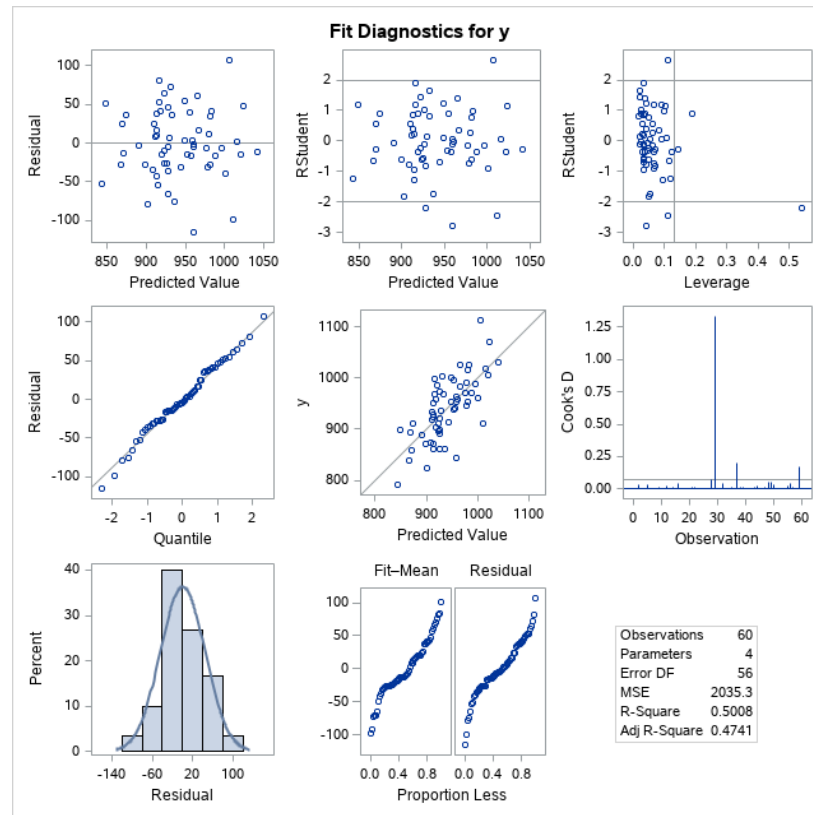 Fit Diagnostics for y
100
50
0
-50
-100
Residual
850 900 950 1000 1050
Predicted Value
2
1
0
-1
-2
-3
RStudent
850 900 950 1000 1050
Predicted Value
2
1
0
-1
-2
-3
RStudent
0.0 0.1 0.2 0.3 0.4 0.5
Leverage
100
50
0
-50
-100
Residual
-2 -1 0 1 2
Quantile
1100
1000
900
800
y
800 900 1000 1100
Predicted Value
1.25
1.00
0.75
0.50
0.25
0.00
Cook's D
0 10 20 30 40 50 60
Observation
40
30
20
10
0
Percent
-140 -60 20 100
Residual
Fit–Mean Residual
100
50
0
-50
-100
0.0 0.4 0.8 0.0 0.4 0.8
Proportion Less
Observations 60
Parameters 4
Error DF 56
MSE 2035.3
R-Square 0.5008
Adj R-Square 0.4741